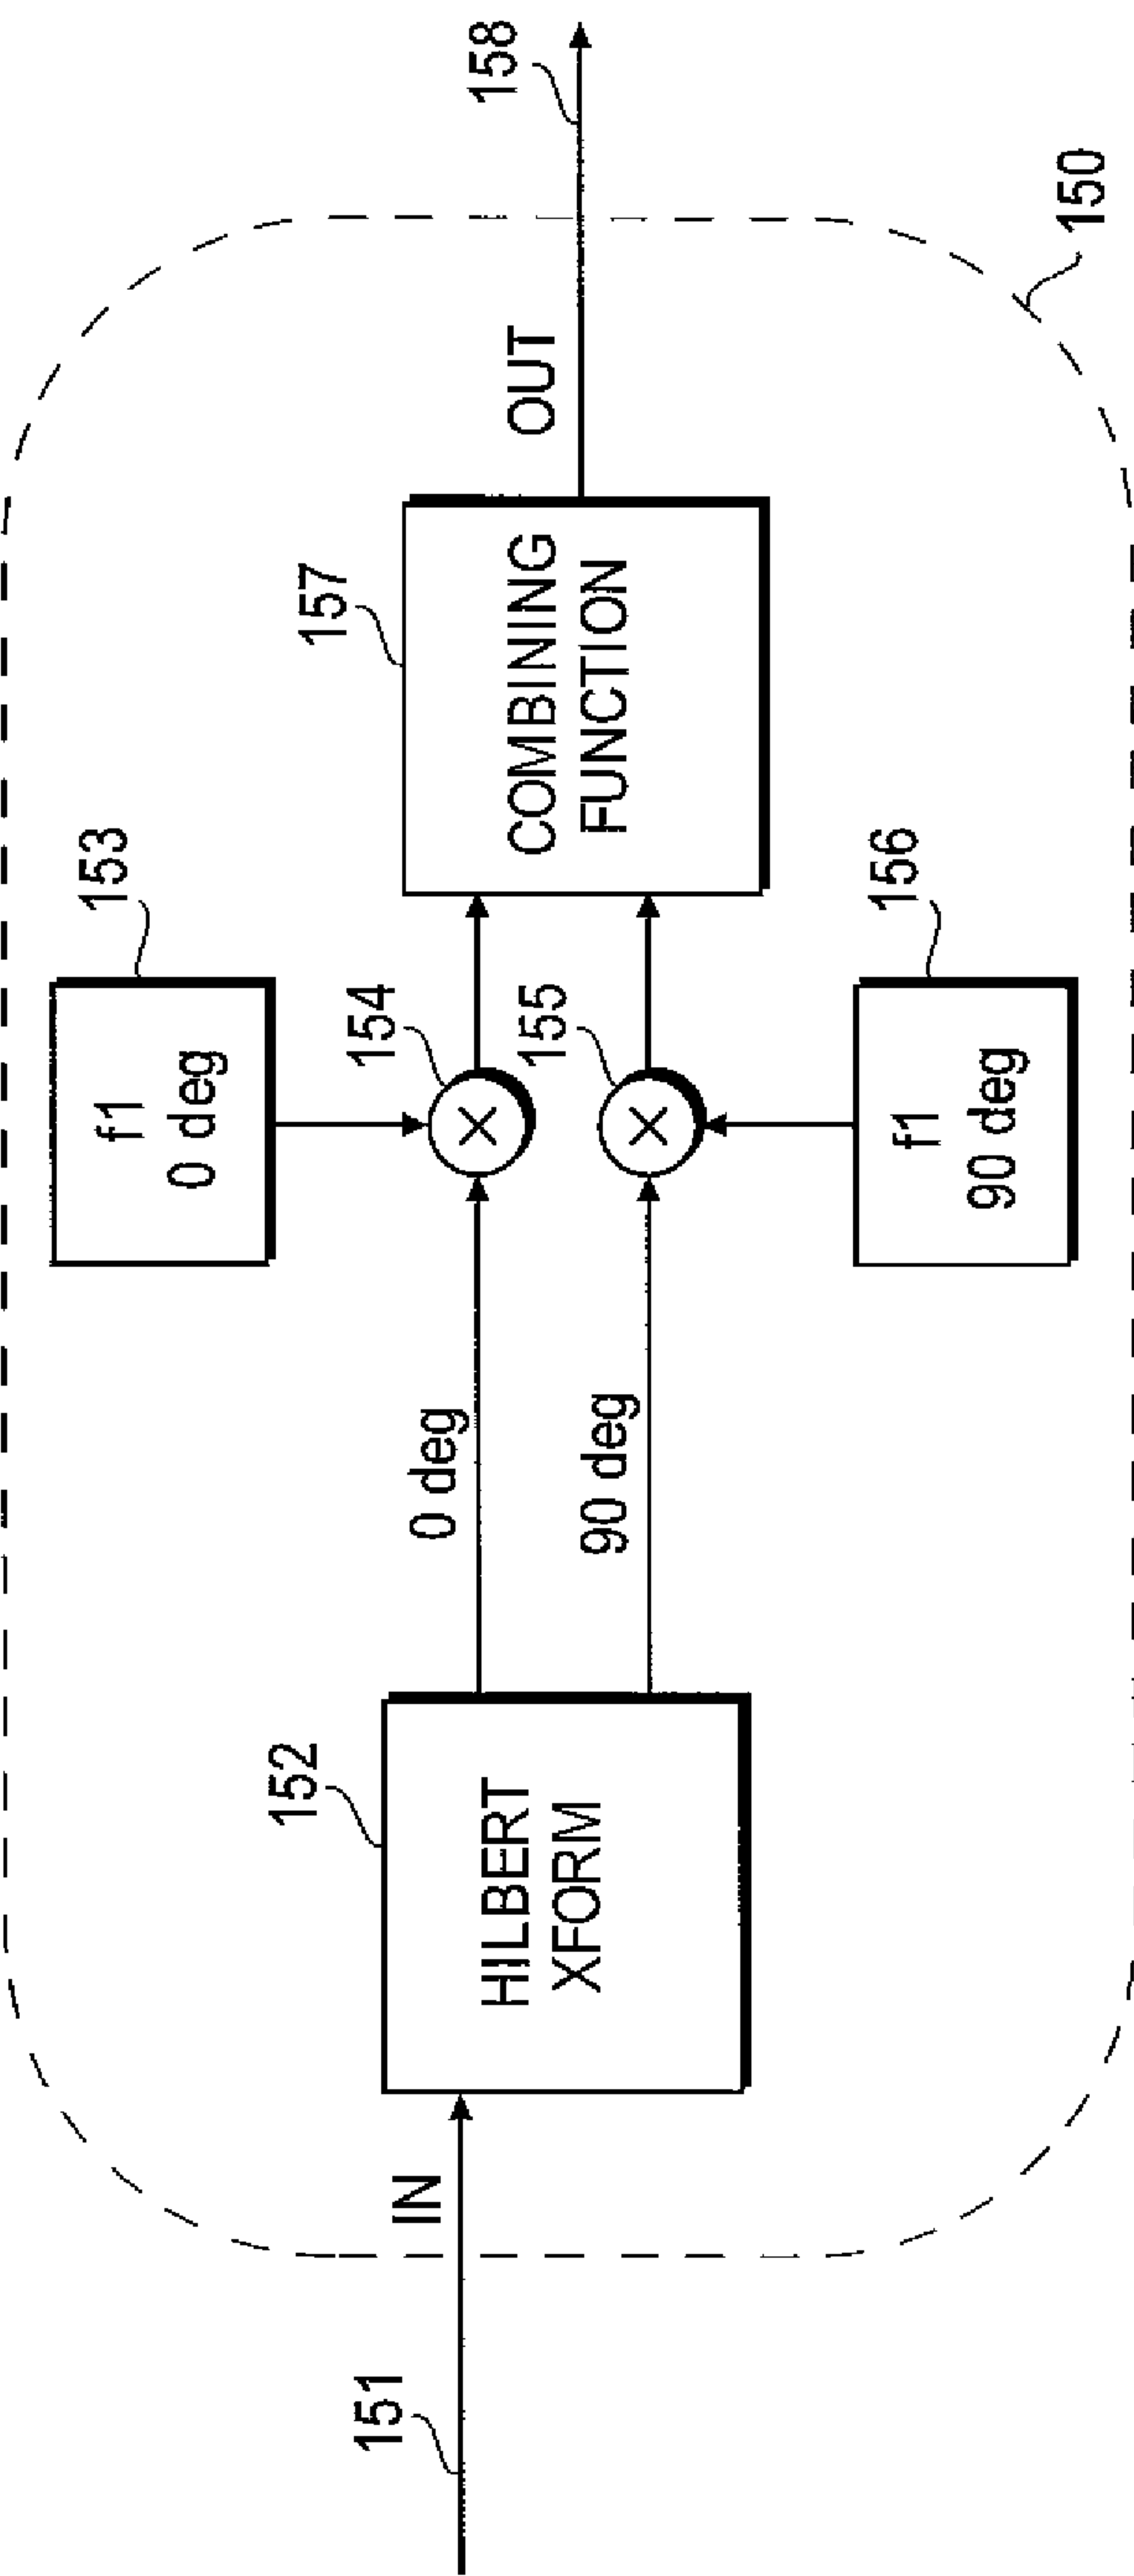 151
IN
152
HILBERT
XFORM
0 deg
90 deg
f1
0 deg
153
154
155
f1
90 deg
156
157
COMBINING
FUNCTION
OUT
158
150